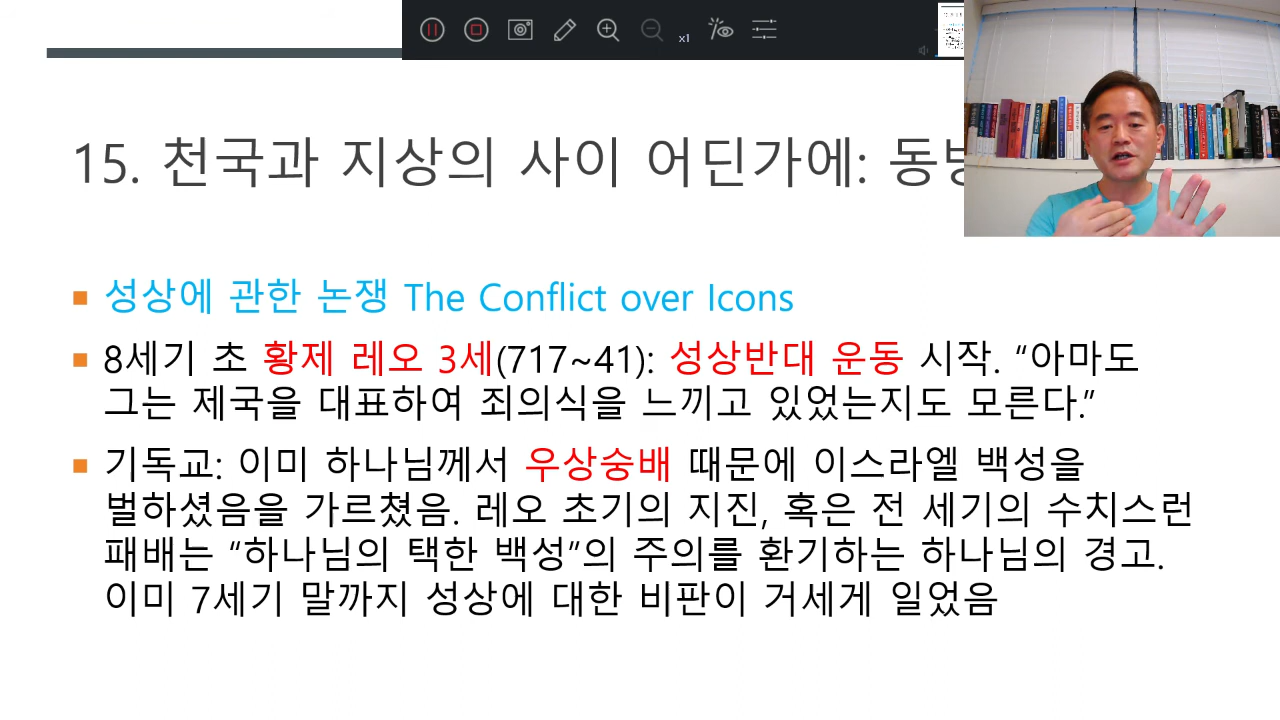 x1
15. 천국과 지상의 사이 어딘가에:
성상에 관한 논쟁 The Conflict over Icons
8세기 초 황제 레오 3세(717~41): 성상반대 운동 시작. “아마도
그는 제국을 대표하여 죄의식을 느끼고 있었는지도 모른다.”
기독교: 이미 하나님께서 우상숭배 때문에 이스라엘 백성을
벌하셨음을 가르쳤음. 레오 초기의 지진, 혹은 전 세기의 수치스런
패배는 “하나님의 택한 백성”의 주의를 환기하는 하나님의 경고.
이미 7세기 말까지 성상에 대한 비판이 거세게 일었음